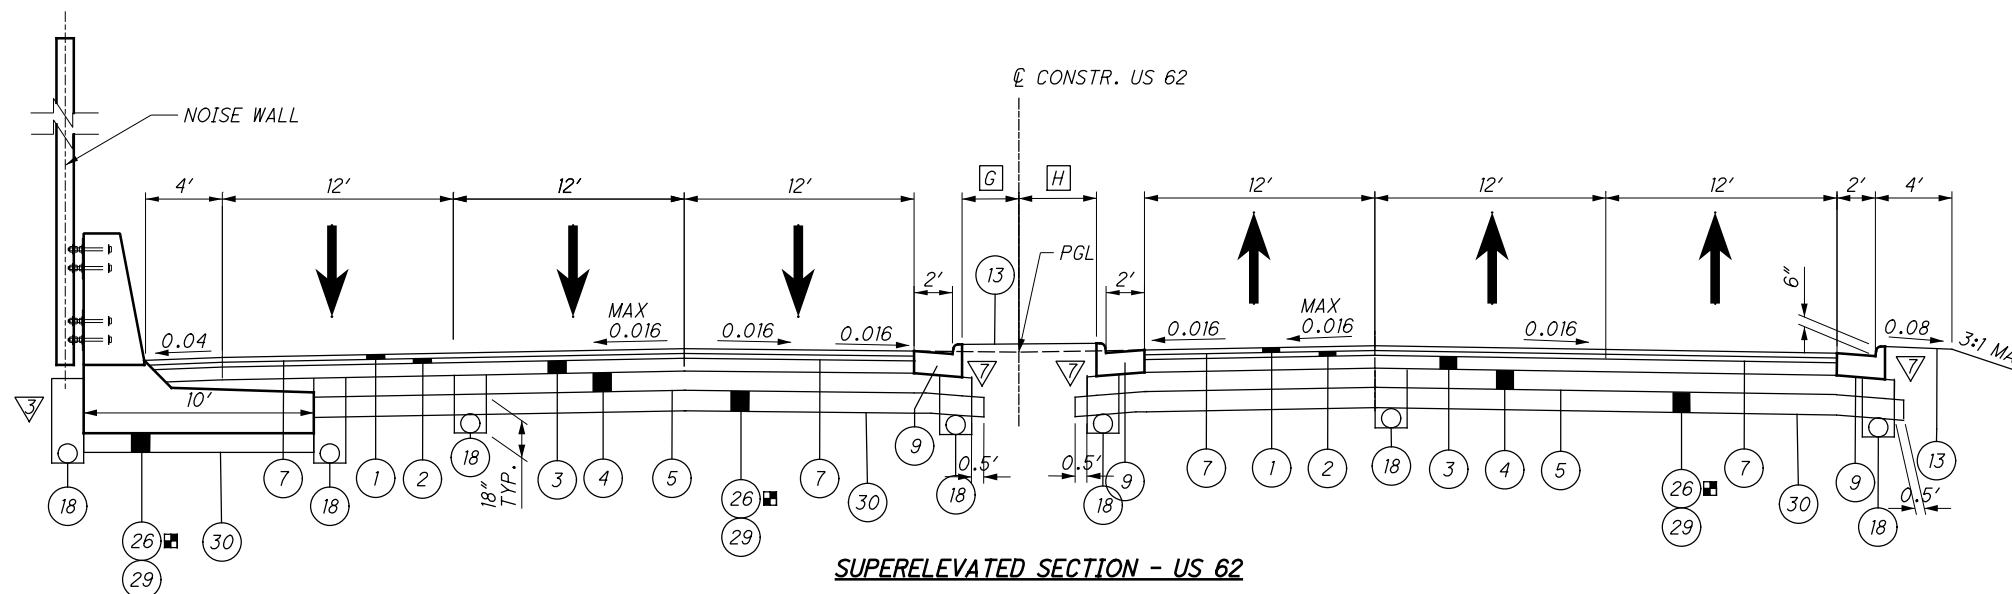 ℄ CONSTR. US 62
NOISE WALL
4' 12' 12' 12' G H 12' 12' 12' 2' 4'
PGL
13
2' 2' 6"
MAX MAX
0.04 0.016 0.016 0.016 0.016 0.016 0.016 0.08
3:1 MA
7 7 7
3
10'
9
18 18 18 18 18 18 18
7 1 2 3 4 5 7 7 1 2 3 4 5 7
18" TYP.
0.5' 0.5' 0.5'
9 9 13
26 30 26 30 26 30
29 29 29
SUPERELEVATED SECTION - US 62